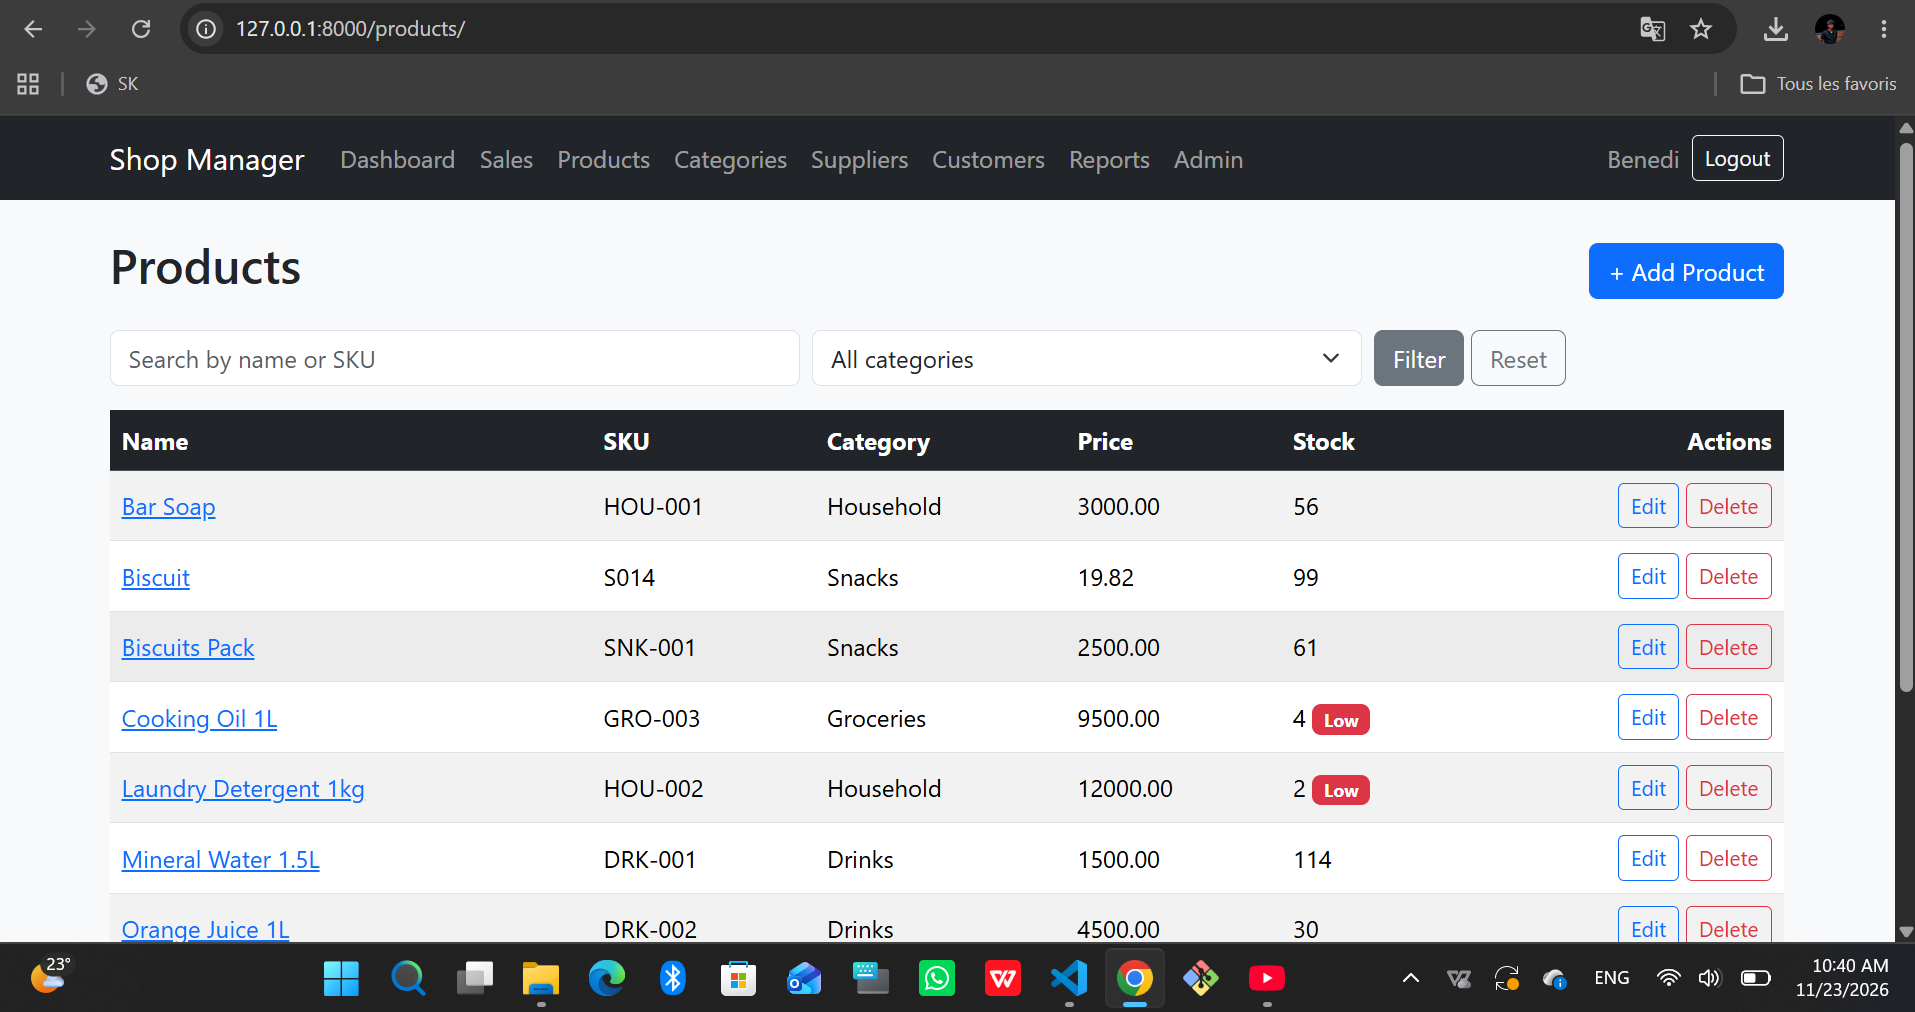 127.0.0.1:8000/products/
SK
Tous les favoris
Shop Manager Dashboard Sales Products Categories Suppliers Customers Reports Admin Benedi Logout
Products
+ Add Product
Search by name or SKU All categories Filter Reset
Name SKU Category Price Stock Actions
Bar Soap HOU-001 Household 3000.00 56 Edit Delete
Biscuit S014 Snacks 19.82 99 Edit Delete
Biscuits Pack SNK-001 Snacks 2500.00 61 Edit Delete
Cooking Oil 1L GRO-003 Groceries 9500.00 4 Low Edit Delete
Laundry Detergent 1kg HOU-002 Household 12000.00 2 Low Edit Delete
Mineral Water 1.5L DRK-001 Drinks 1500.00 114 Edit Delete
Orange Juice 1L DRK-002 Drinks 4500.00 30 Edit Delete
23°
ENG
10:40 AM
11/23/2026